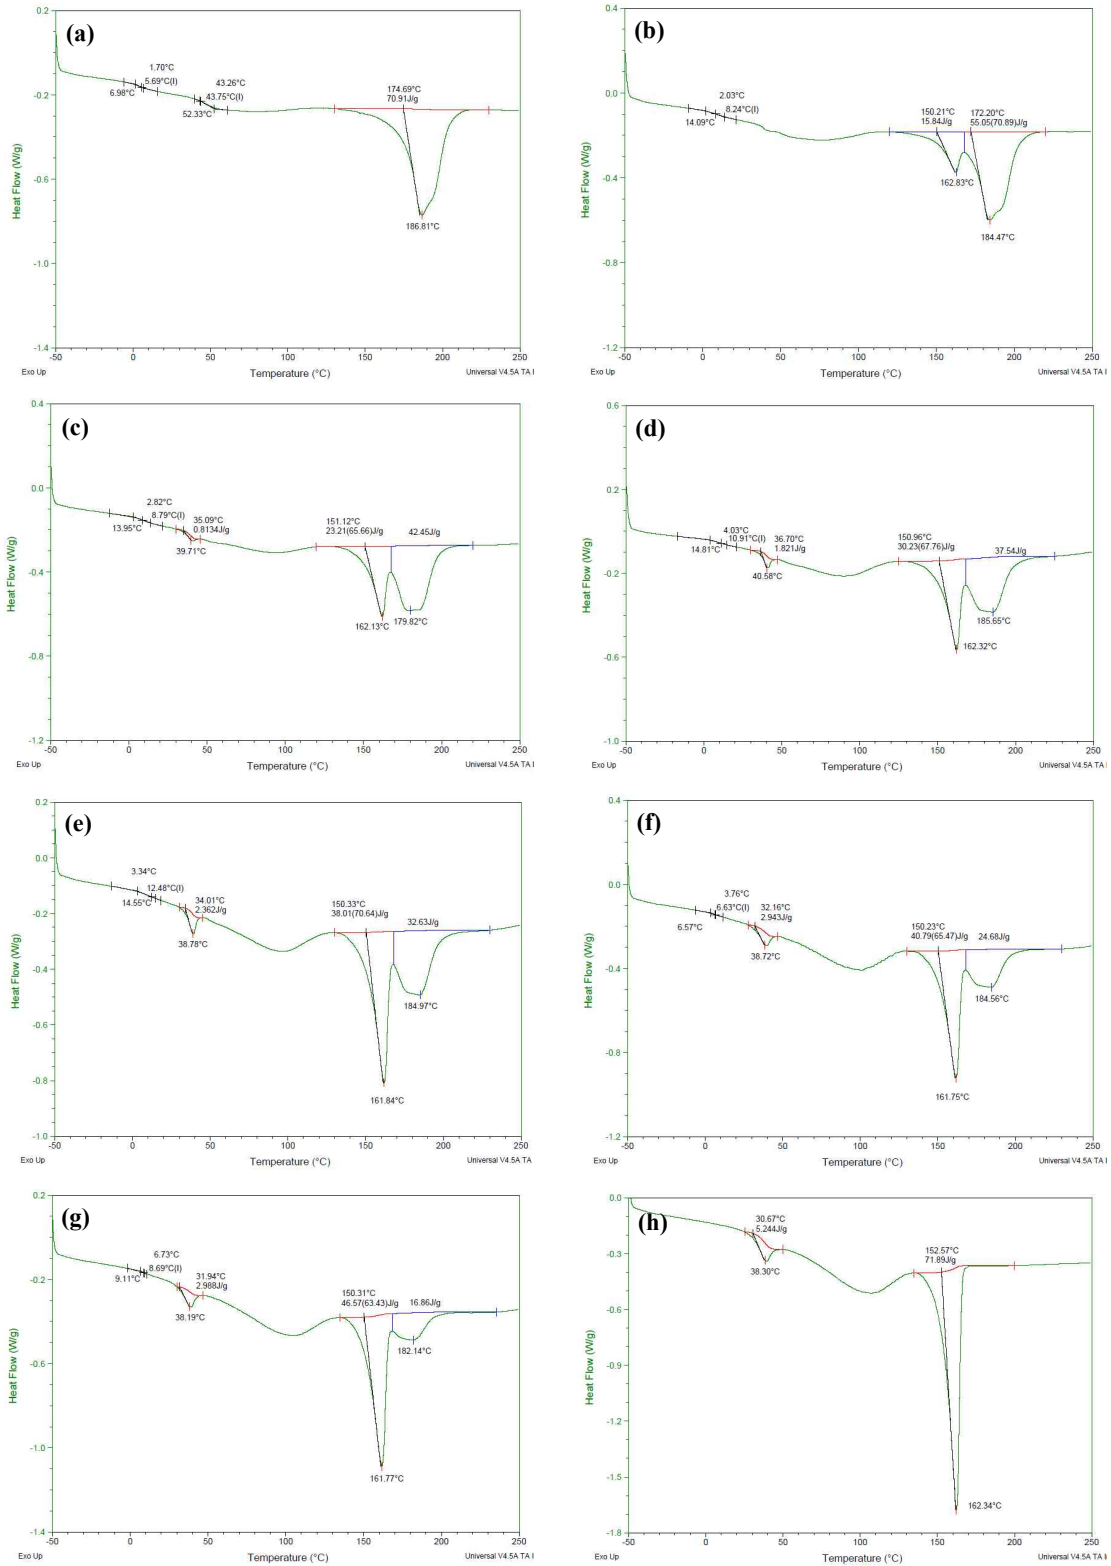 (a)
0.2
-0.2
-0.6
-1.0
-1.4
Heat Flow (W/g)
1.70°C
5.69°C(I)
6.98°C
43.26°C
43.75°C(I)
52.33°C
174.69°C
70.91J/g
186.81°C
-50 0 50 100 150 200 250
Exo Up
Temperature (°C)
Universal V4.5A TA I
(b)
0.2
0.0
-0.4
-0.8
-1.2
Heat Flow (W/g)
2.03°C
8.24°C(I)
14.09°C
150.21°C
15.84J/g
172.20°C
55.05(70.89)J/g
162.83°C
184.47°C
-50 0 50 100 150 200 250
Exo Up
Temperature (°C)
Universal V4.5A TA I
(c)
0.4
0.0
-0.4
-0.8
-1.2
Heat Flow (W/g)
2.82°C
8.79°C(I)
13.95°C
35.09°C
0.8134J/g
39.71°C
151.12°C
23.21(65.66)J/g
42.45J/g
162.13°C
179.82°C
-50 0 50 100 150 200 250
Exo Up
Temperature (°C)
Universal V4.5A TA I
(d)
0.6
0.2
-0.2
-0.6
-1.0
Heat Flow (W/g)
4.03°C
10.91°C(I)
14.81°C
36.70°C
1.821J/g
40.58°C
150.96°C
30.23(67.76)J/g
37.54J/g
162.32°C
185.65°C
-50 0 50 100 150 200 250
Exo Up
Temperature (°C)
Universal V4.5A TA I
(e)
0.2
0.0
-0.2
-0.4
-0.6
-0.8
-1.0
Heat Flow (W/g)
3.34°C
12.48°C(I)
14.55°C
34.01°C
2.362J/g
38.78°C
150.33°C
38.01(70.64)J/g
32.63J/g
161.84°C
184.97°C
-50 0 50 100 150 200 250
Exo Up
Temperature (°C)
Universal V4.5A TA
(f)
0.4
0.0
-0.4
-0.8
-1.2
Heat Flow (W/g)
3.76°C
6.63°C(I)
6.57°C
32.16°C
2.943J/g
38.72°C
150.23°C
40.79(65.47)J/g
24.68J/g
161.75°C
184.56°C
-50 0 50 100 150 200 250
Exo Up
Temperature (°C)
Universal V4.5A TA I
(g)
0.2
-0.2
-0.6
-1.0
-1.4
Heat Flow (W/g)
6.73°C
8.69°C(I)
9.11°C
31.94°C
2.988J/g
38.19°C
150.31°C
46.57(63.43)J/g
16.86J/g
161.77°C
182.14°C
-50 0 50 100 150 200 250
Exo Up
Temperature (°C)
Universal V4.5A TA I
(h)
0.0
-0.3
-0.6
-0.9
-1.2
-1.5
-1.8
Heat Flow (W/g)
30.67°C
5.244J/g
38.30°C
152.57°C
71.89J/g
162.34°C
-50 0 50 100 150 200 250
Exo Up
Temperature (°C)
Universal V4.5A TA I